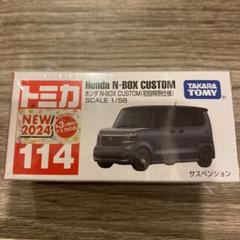 トミカ
Honda N-BOX CUSTOM
ホンダ N-BOX CUSTOM(初回特別仕様)
SCALE 1/58
TAKARA
TOMY
NEW
2024
114
サスペンション